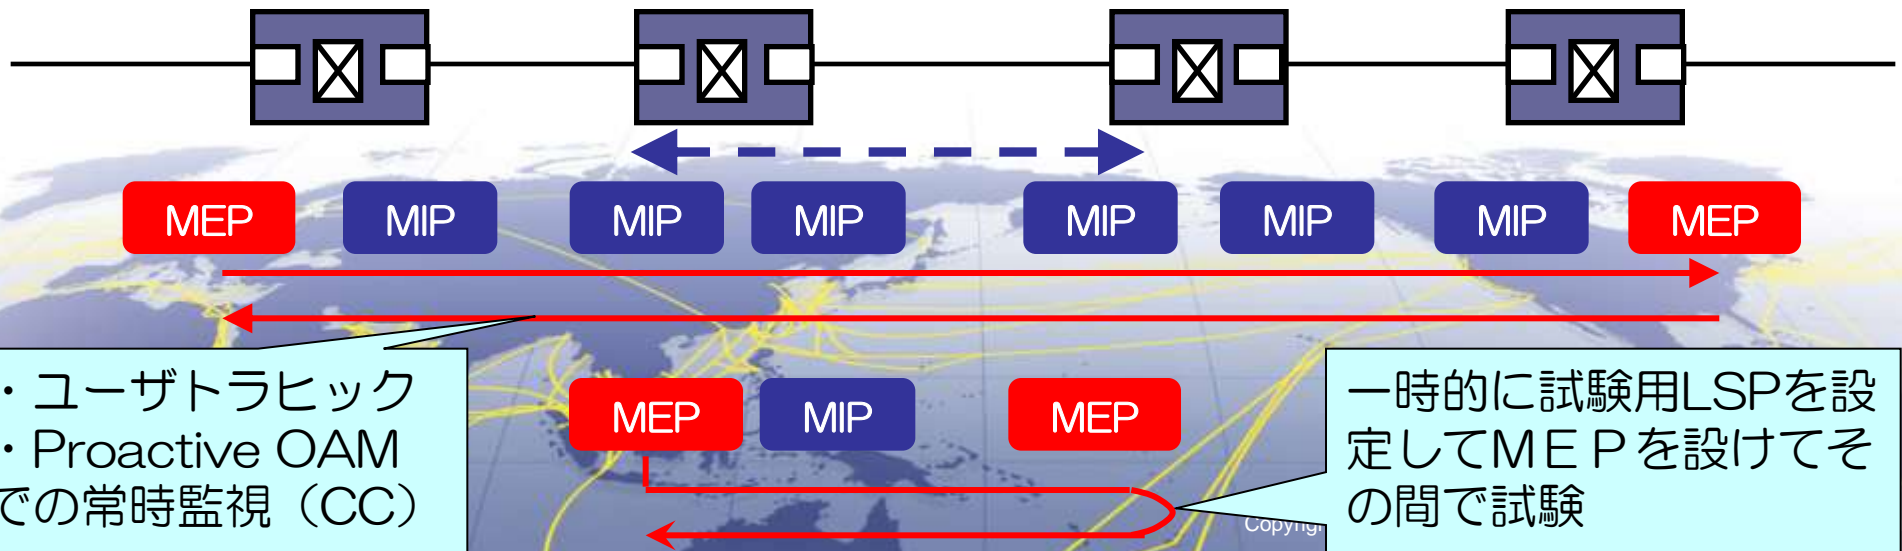 MEP MIP MIP MIP MIP MIP MIP MEP
・ユーザトラヒック
・Proactive OAM
での常時監視（CC）
MEP MIP MEP
一時的に試験用LSPを設
定してＭＥＰを設けてそ
の間で試験